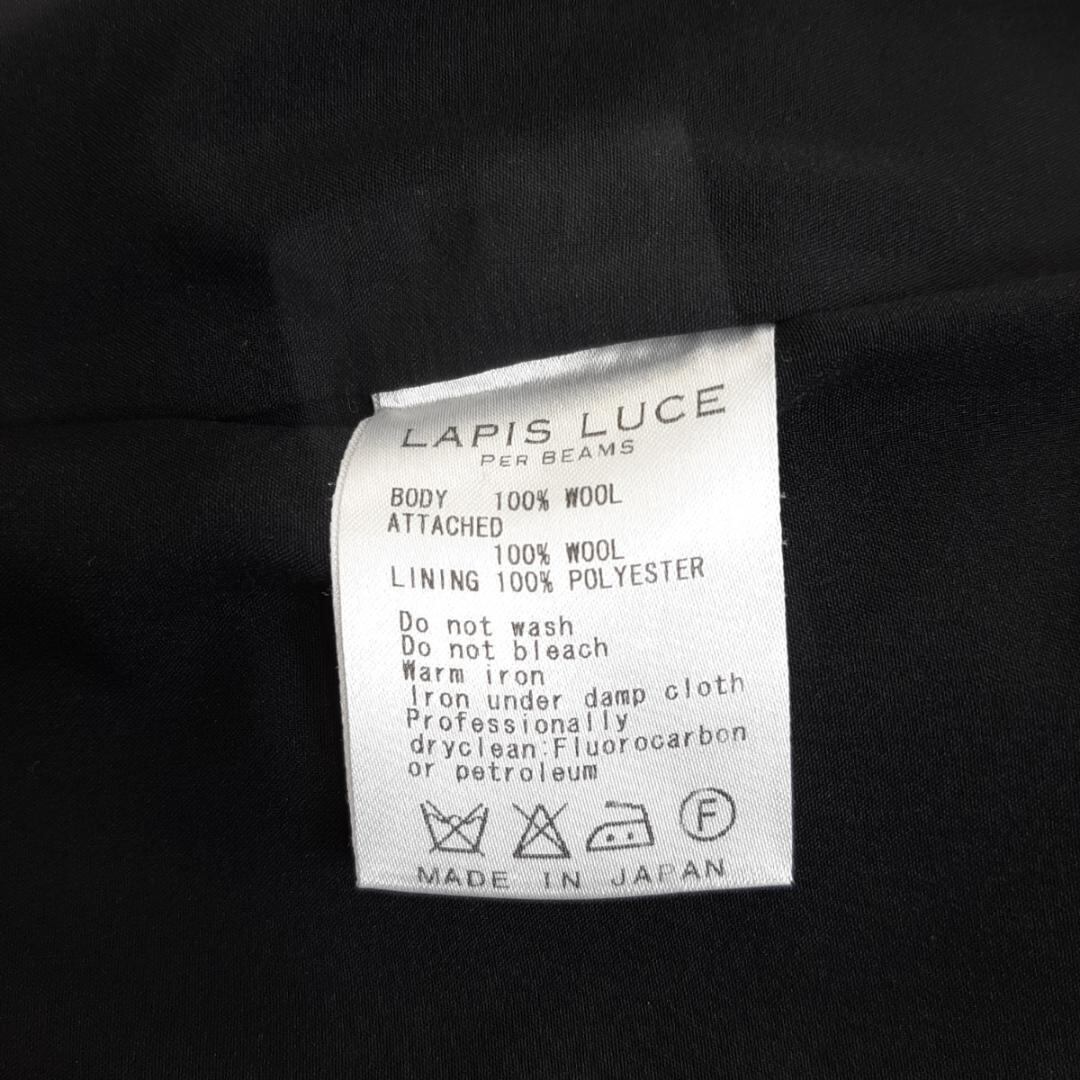 LAPIS LUCE
PER BEAMS
BODY 100% WOOL
ATTACHED
100% WOOL
LINING 100% POLYESTER
Do not wash
Do not bleach
Warm iron
Iron under damp cloth
Professionally
dryclean:Fluorocarbon
or petroleum
F
MADE IN JAPAN